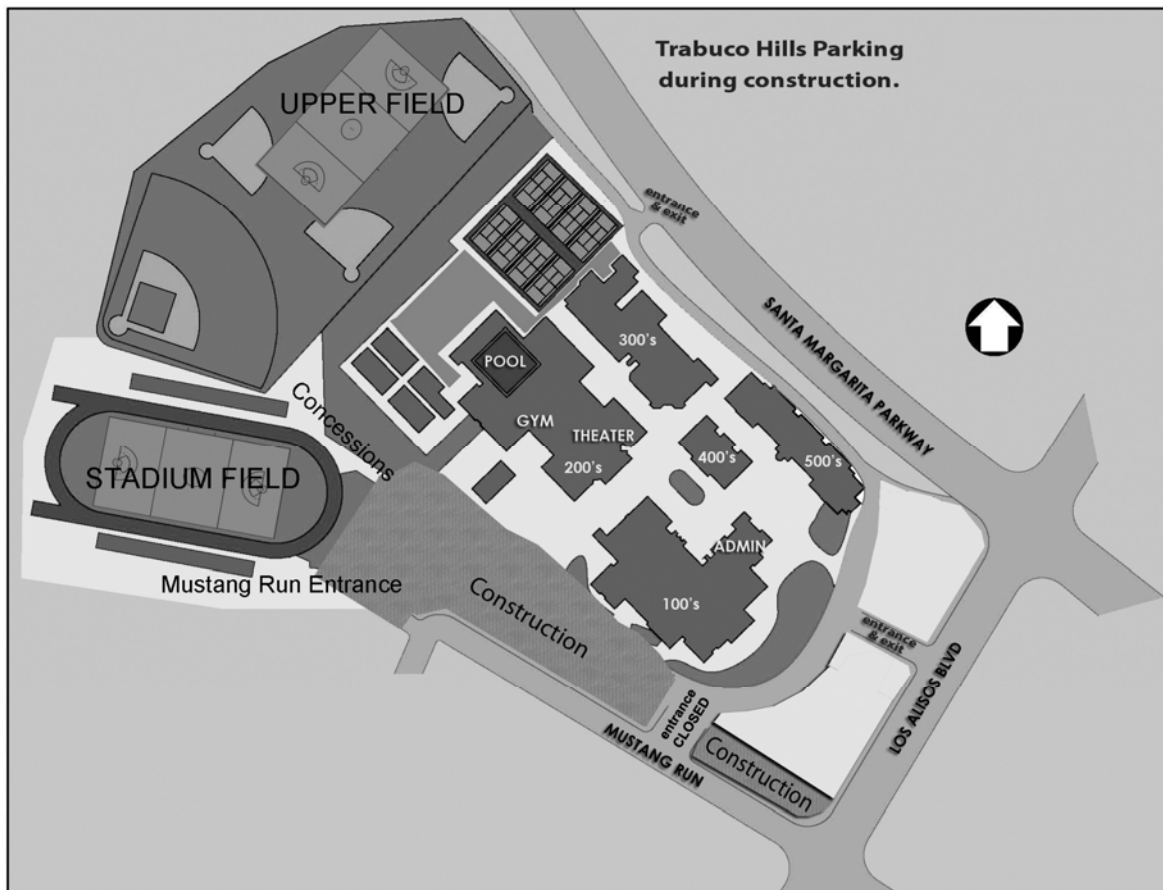 Trabuco Hills Parking
during construction.
UPPER FIELD
entrance
& exit
SANTA MARGARITA PARKWAY
300's
POOL
GYM
THEATER
200's
400's
500's
Concessions
STADIUM FIELD
ADMIN
100's
Mustang Run Entrance
Construction
entrance
& exit
LOS ALISOS BLVD
entrance
CLOSED
MUSTANG RUN
Construction